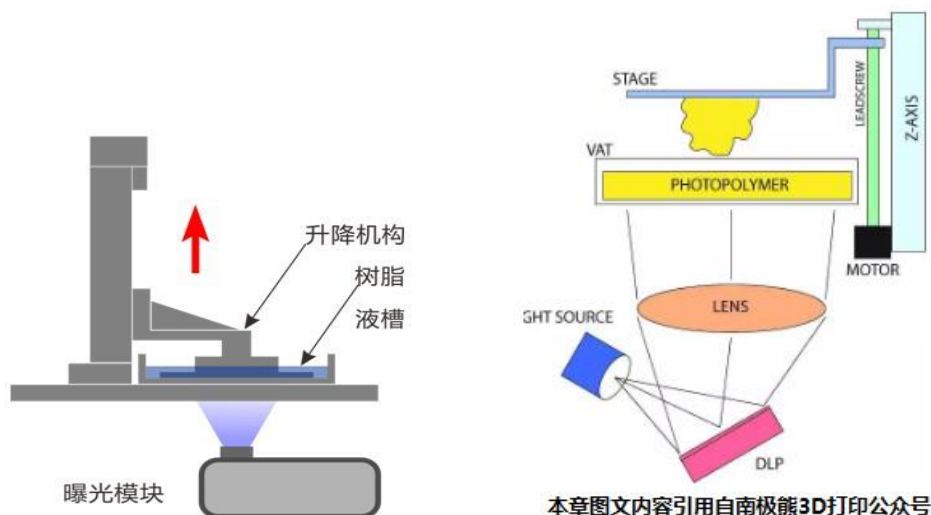 升降机构
树脂
液槽
曝光模块
STAGE
VAT
PHOTOPOLYMER
LEADSCREW
Z-AXIS
MOTOR
LENS
GHT SOURCE
DLP
本章图文内容引用自南极熊3D打印公众号